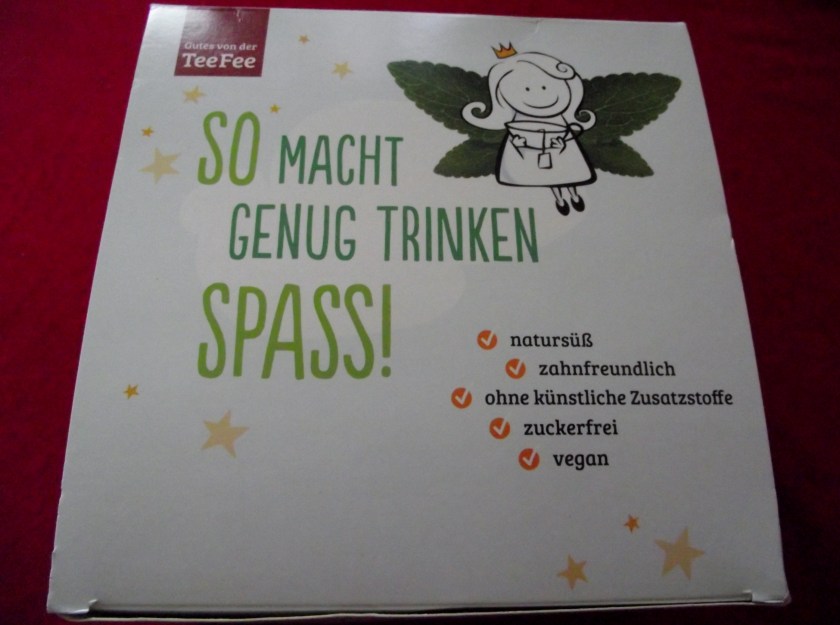 Gutes von der
TeeFee
SO MACHT
GENUG TRINKEN
SPASS!
natursüß
zahnfreundlich
ohne künstliche Zusatzstoffe
zuckerfrei
vegan